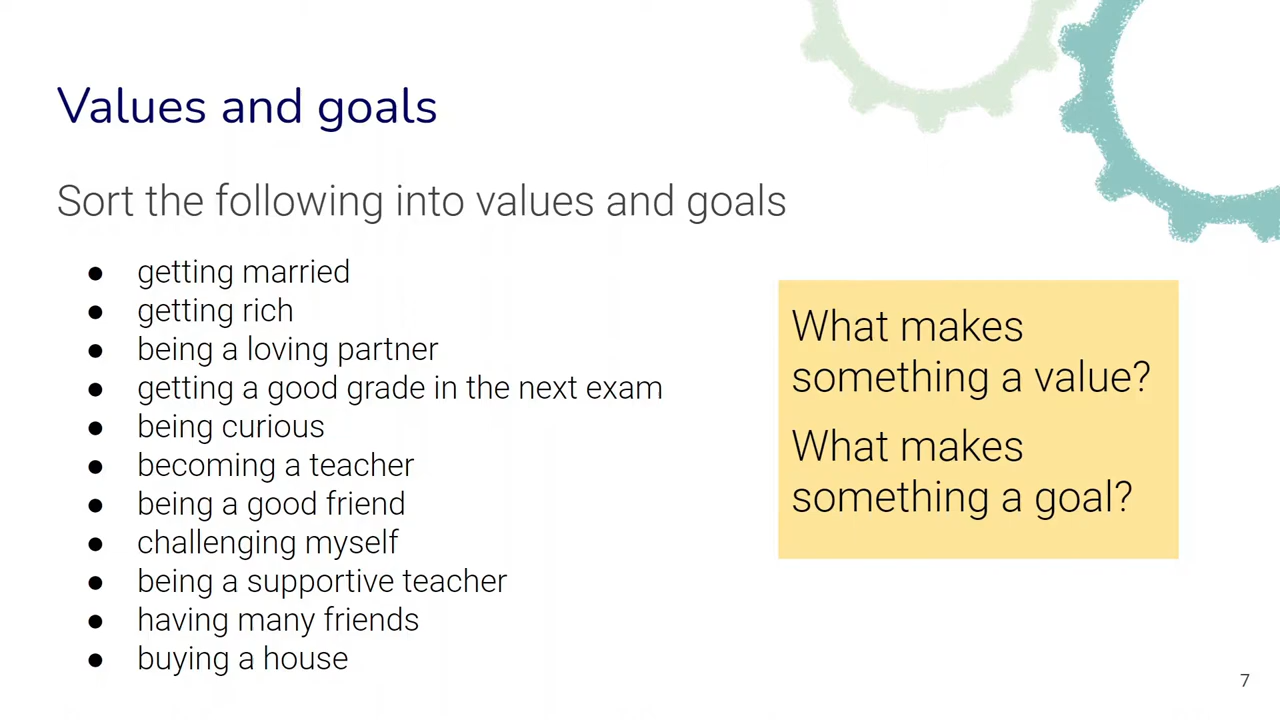 Values and goals
Sort the following into values and goals
● getting married
● getting rich
● being a loving partner
● getting a good grade in the next exam
● being curious
● becoming a teacher
● being a good friend
● challenging myself
● being a supportive teacher
● having many friends
● buying a house
What makes
something a value?
What makes
something a goal?
7